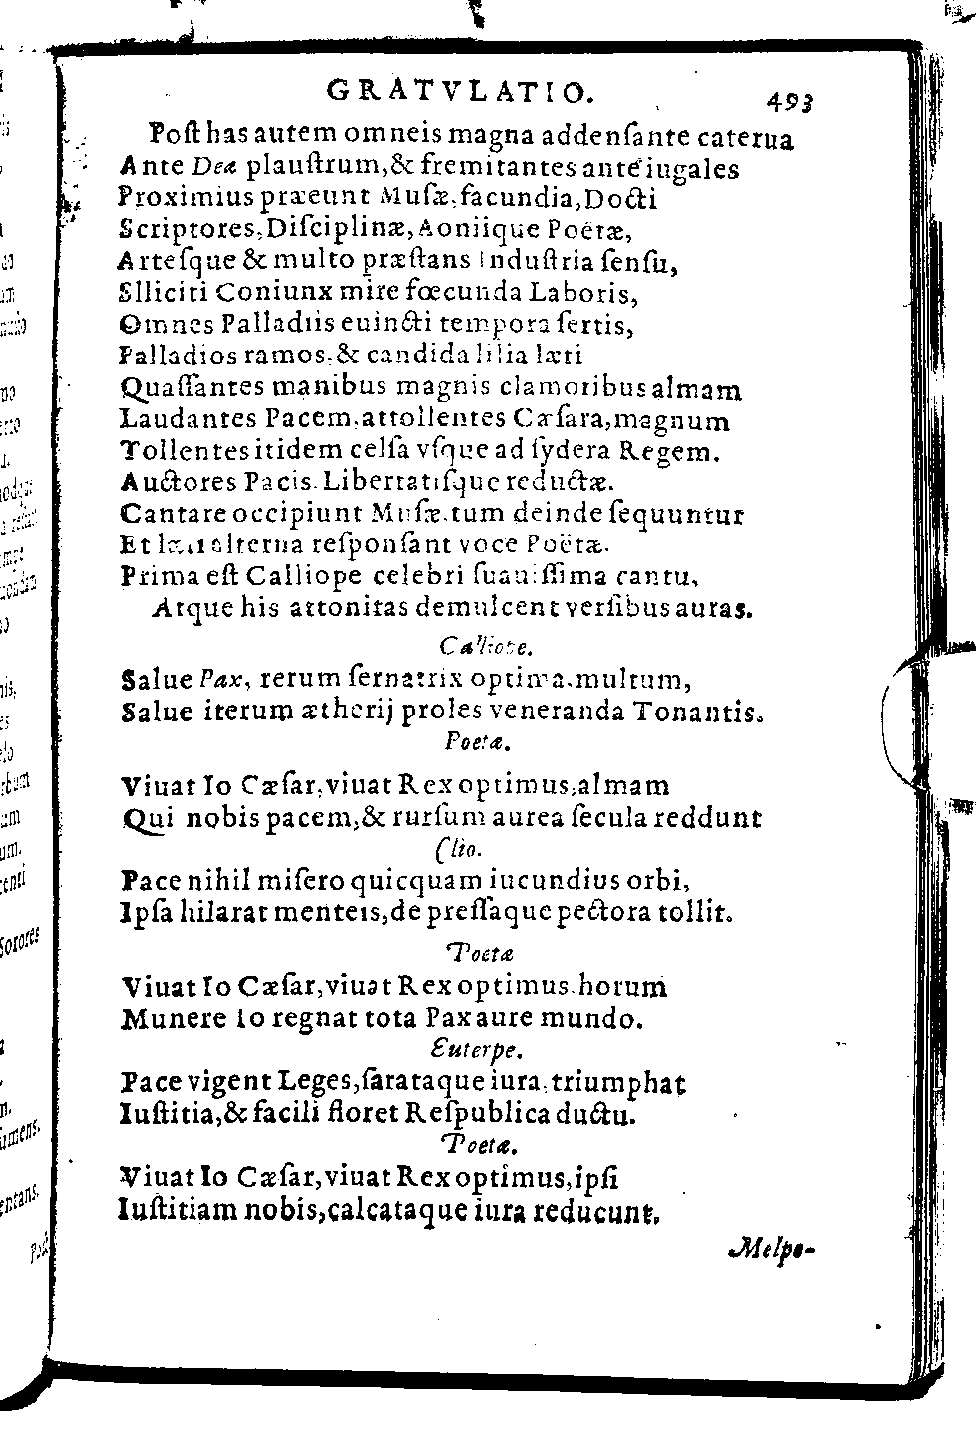 GRATVLATIO. 493
Poſt has autem omneis magna addenſante caterua
Ante Deæ plauſtrum,& fremitantes ante iugales
Proximius præeunt Muſæ, facundia, Docti
Scriptores, Diſciplinæ, Aoniique Poëtæ,
Arteſque & multo præſtans Induſtria ſenſu,
Slliciti Coniunx mire fœcunda Laboris,
Omnes Palladiis euincti tempora ſertis,
Palladios ramos, & candida lilia læti
Quaſſantes manibus magnis clamoribus almam
Laudantes Pacem, attollentes Cæſara, magnum
Tollentes itidem celſa vſque ad ſydera Regem.
Auctores Pacis. Libertatiſque reductæ.
Cantare occipiunt Muſæ. tum deinde ſequuntur
Et læti alterna reſponſant voce Poëtæ.
Prima eſt Calliope celebri ſuauiſſima cantu,
Atque his attonitas demulcent verſibus auras.
Calliope.
Salue Pax, rerum ſernatrix optima. multum,
Salue iterum ætherij proles veneranda Tonantis.
Poetæ.
Viuat Io Cæſar, viuat Rex optimus, almam
Qui nobis pacem,& rurſum aurea ſecula reddunt
Clio.
Pace nihil miſero quicquam iucundius orbi,
Ipſa hilarat menteis, de preſſaque pectora tollit.
Poetæ
Viuat Io Cæſar, viuat Rex optimus. horum
Munere Io regnat tota Pax aure mundo.
Euterpe.
Pace vigent Leges, ſarataque iura, triumphat
Iuſtitia,& facili floret Reſpublica ductu.
Poetæ.
Viuat Io Cæſar, viuat Rex optimus, ipſi
Iuſtitiam nobis, calcataque iura reducunt.
Melpo-